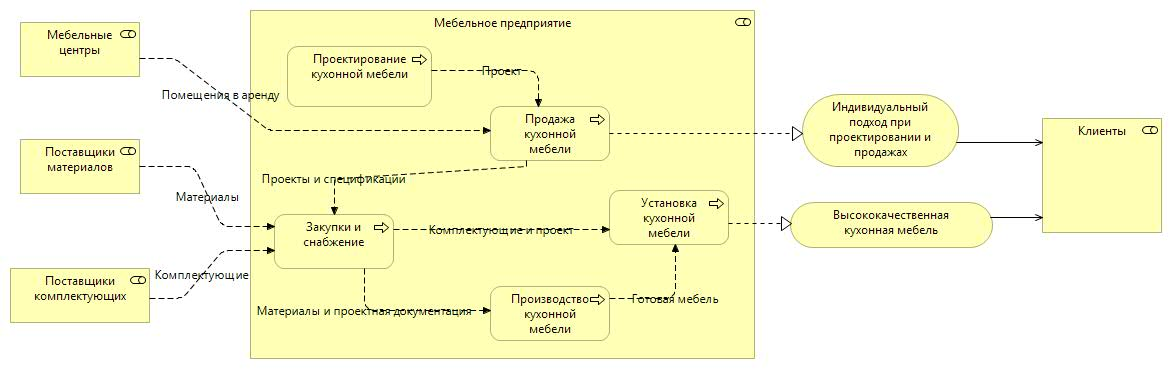 Мебельное предприятие
Мебельные
центры
Проектирование
кухонной мебели
Проект
Помещения в аренду
Продажа
кухонной
мебели
Индивидуальный
подход при
проектировании и
продажах
Клиенты
Поставщики
материалов
Материалы
Проекты и спецификации
Закупки и
снабжение
Комплектующие и проект
Установка
кухонной
мебели
Высококачественная
кухонная мебель
Поставщики
комплектующих
Комплектующие
Материалы и проектная документация
Производство
кухонной
мебели
Готовая мебель